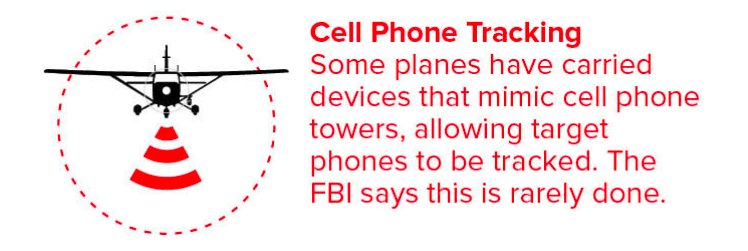 Cell Phone Tracking
Some planes have carried
devices that mimic cell phone
towers, allowing target
phones to be tracked. The
FBI says this is rarely done.